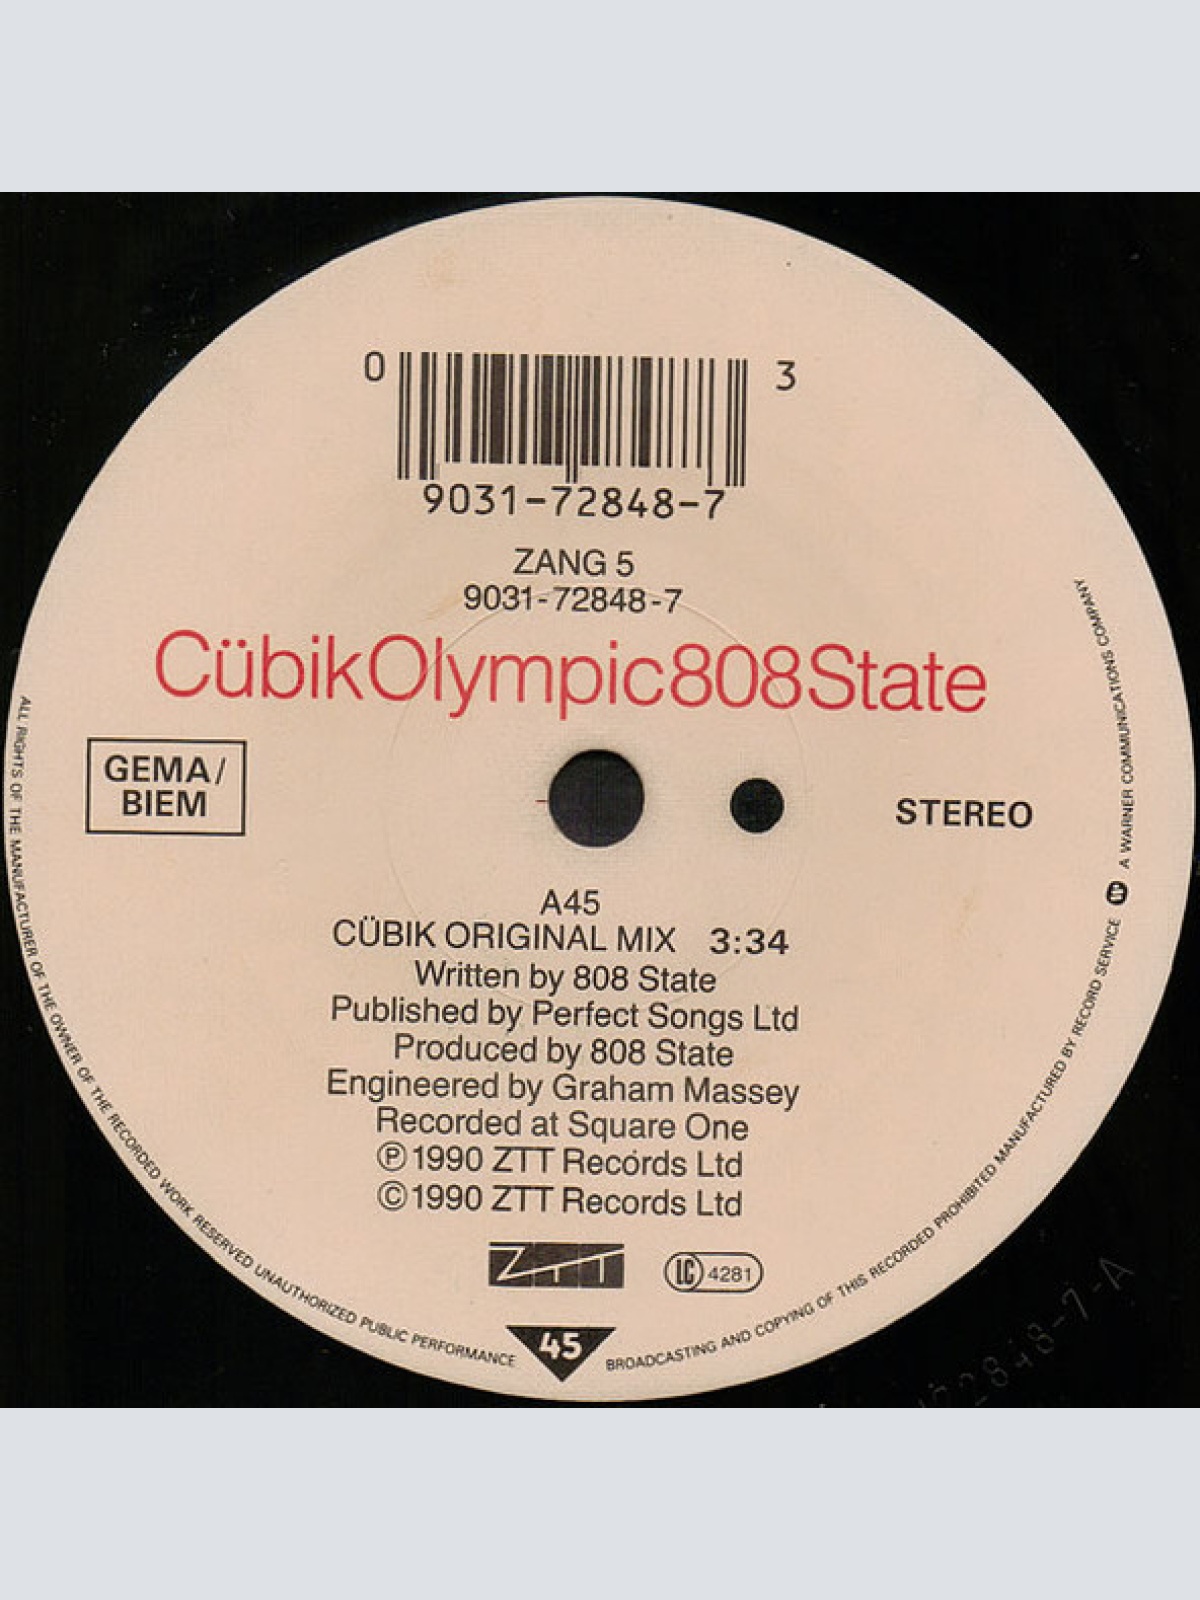 0 3
9031-72848-7
ZANG 5
9031-72848-7
CübikOlympic808State
GEMA/
BIEM
STEREO
A45
CÜBIK ORIGINAL MIX 3:34
Written by 808 State
Published by Perfect Songs Ltd
Produced by 808 State
Engineered by Graham Massey
Recorded at Square One
℗1990 ZTT Records Ltd
©1990 ZTT Records Ltd
ZTT
LC 4281
45
ALL RIGHTS OF THE MANUFACTURER OF THE OWNER OF THE RECORDED WORK RESERVED UNAUTHORIZED PUBLIC PERFORMANCE
BROADCASTING AND COPYING OF THIS RECORDED PROHIBITED MANUFACTURED BY RECORD SERVICE A WARNER COMMUNICATIONS COMPANY